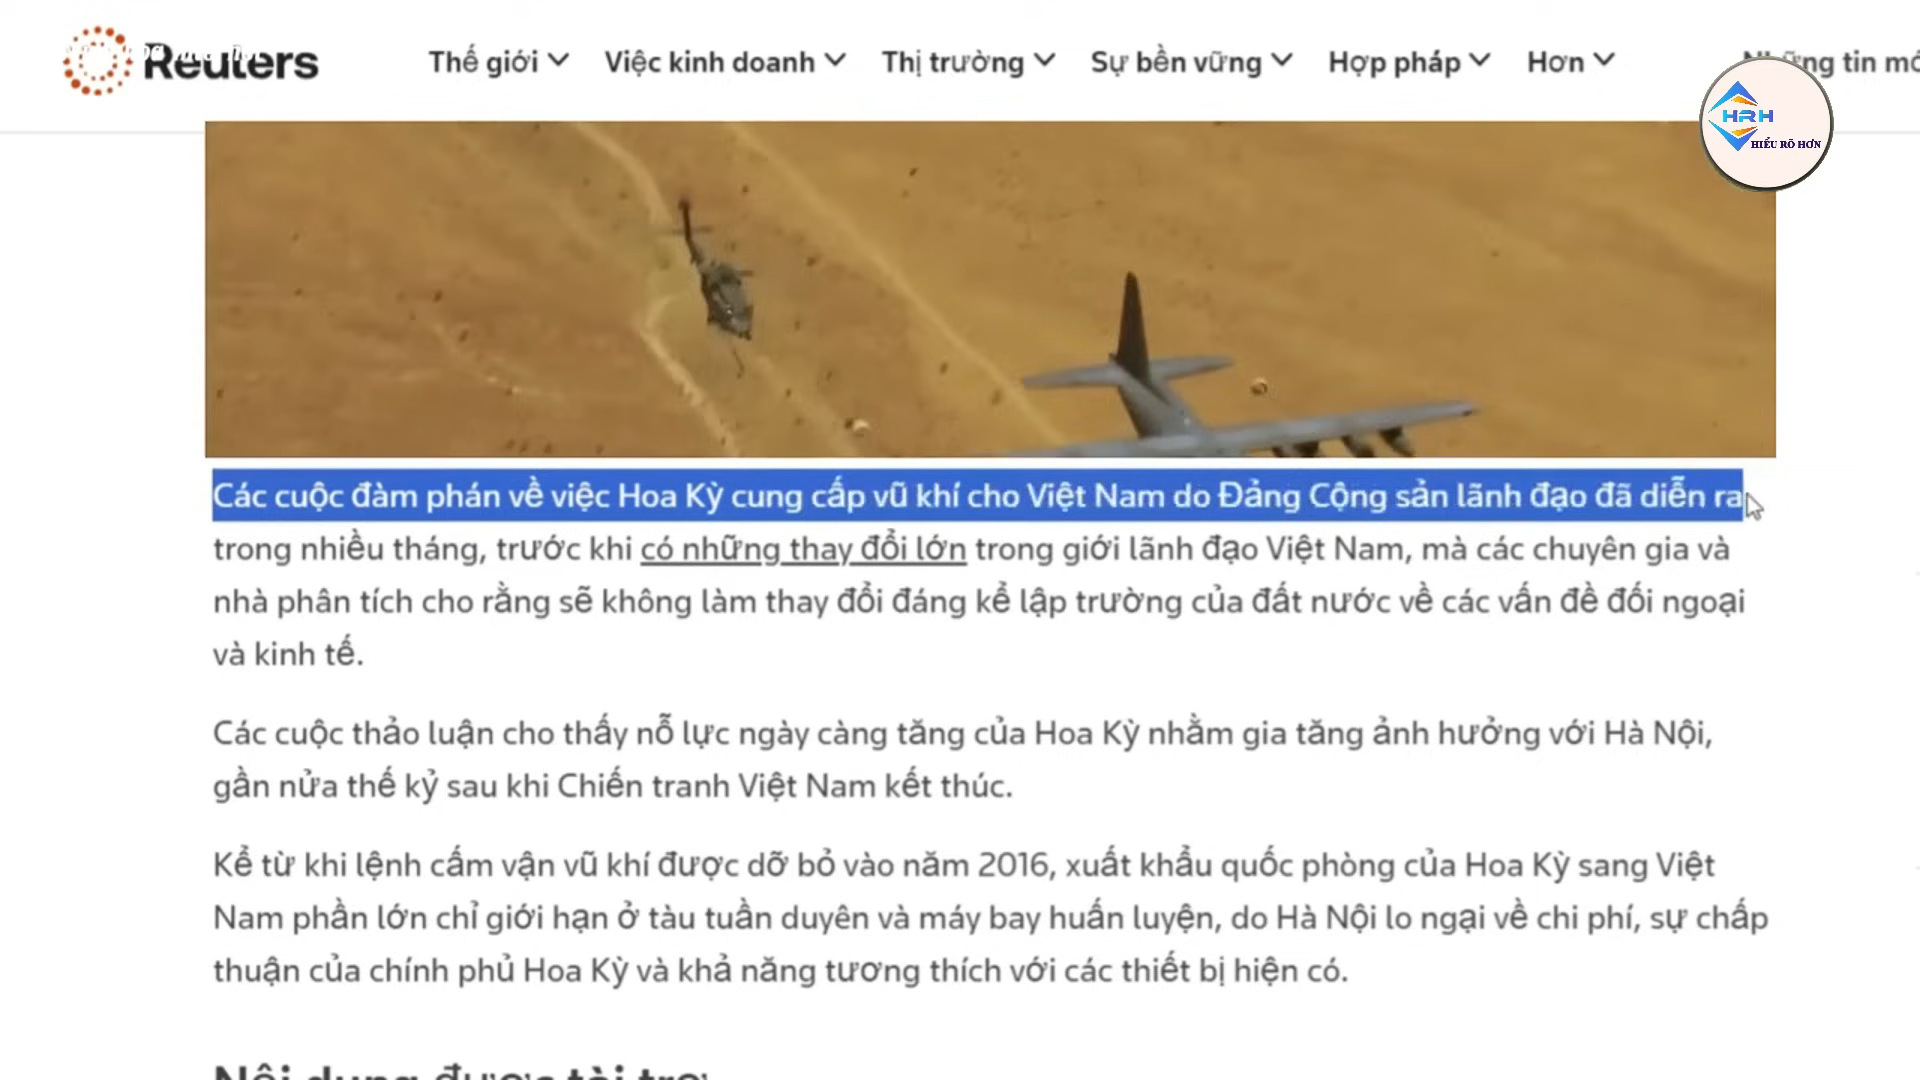 Reuters
Thế giới Việc kinh doanh Thị trường Sự bền vững Hợp pháp Hơn
HRH
HIỂU RÕ HƠN
Các cuộc đàm phán về việc Hoa Kỳ cung cấp vũ khí cho Việt Nam do Đảng Cộng sản lãnh đạo đã diễn ra
trong nhiều tháng, trước khi có những thay đổi lớn trong giới lãnh đạo Việt Nam, mà các chuyên gia và
nhà phân tích cho rằng sẽ không làm thay đổi đáng kể lập trường của đất nước về các vấn đề đối ngoại
và kinh tế.
Các cuộc thảo luận cho thấy nỗ lực ngày càng tăng của Hoa Kỳ nhằm gia tăng ảnh hưởng với Hà Nội,
gần nửa thế kỷ sau khi Chiến tranh Việt Nam kết thúc.
Kể từ khi lệnh cấm vận vũ khí được dỡ bỏ vào năm 2016, xuất khẩu quốc phòng của Hoa Kỳ sang Việt
Nam phần lớn chỉ giới hạn ở tàu tuần duyên và máy bay huấn luyện, do Hà Nội lo ngại về chi phí, sự chấp
thuận của chính phủ Hoa Kỳ và khả năng tương thích với các thiết bị hiện có.
Nội dung được tài trợ